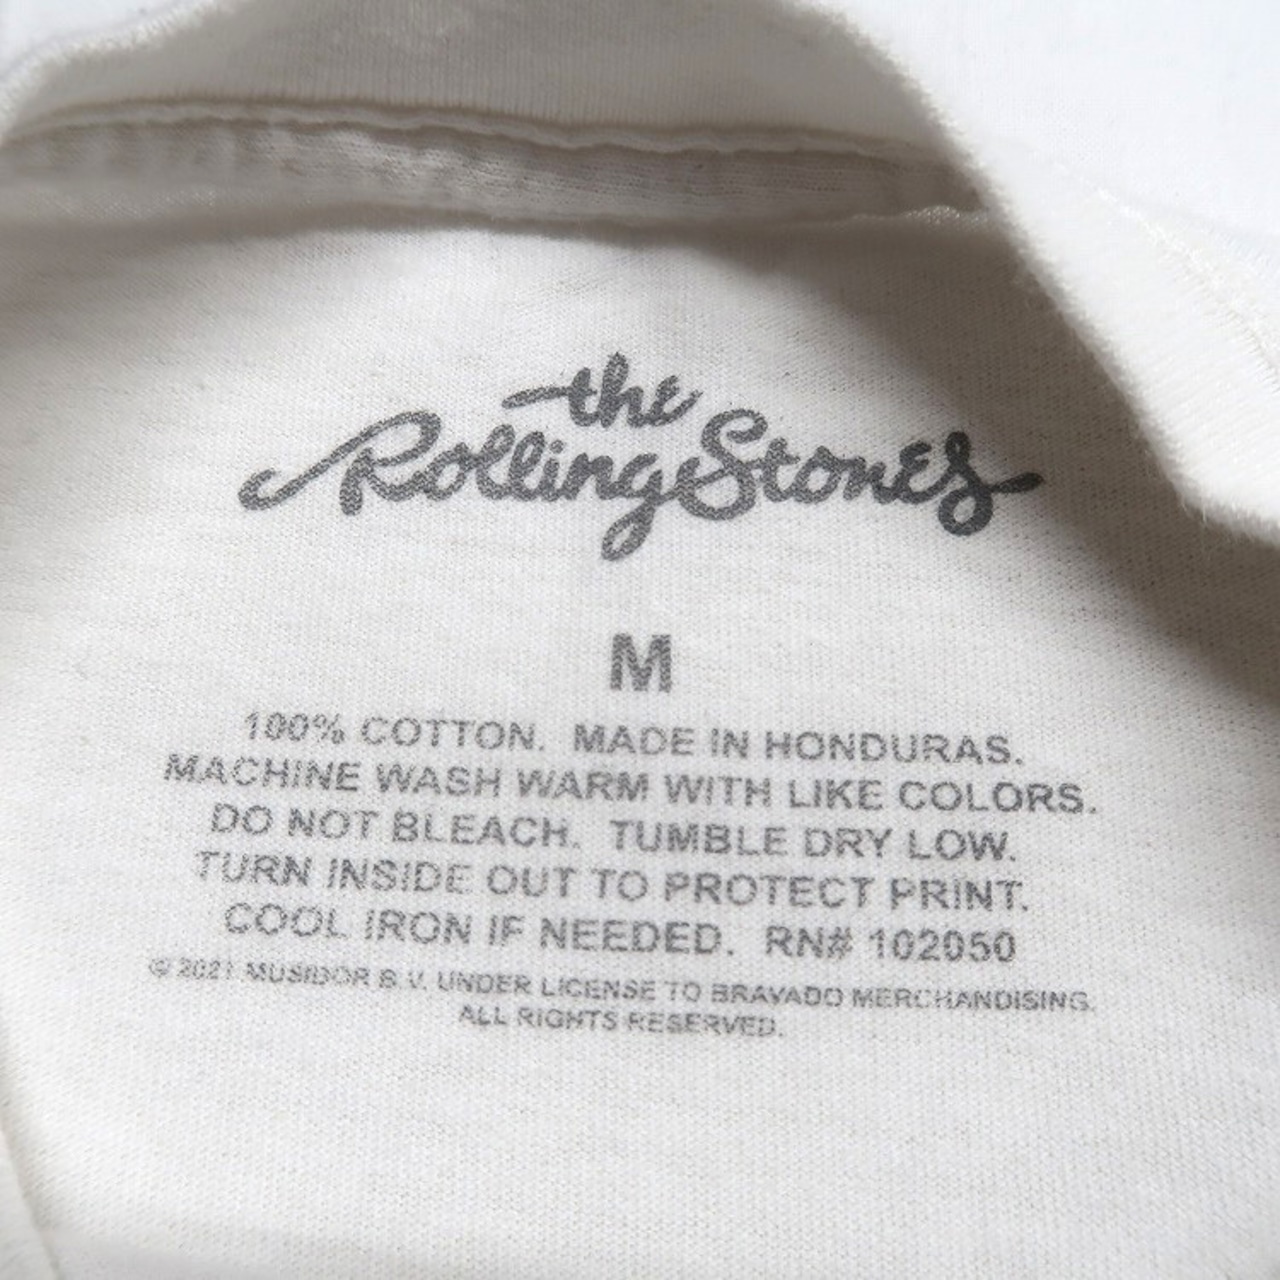 the
Rolling Stones
M
100% COTTON. MADE IN HONDURAS.
MACHINE WASH WARM WITH LIKE COLORS.
DO NOT BLEACH. TUMBLE DRY LOW.
TURN INSIDE OUT TO PROTECT PRINT.
COOL IRON IF NEEDED. RN# 102050
© 2021 MUSIDOR B.V. UNDER LICENSE TO BRAVADO MERCHANDISING.
ALL RIGHTS RESERVED.